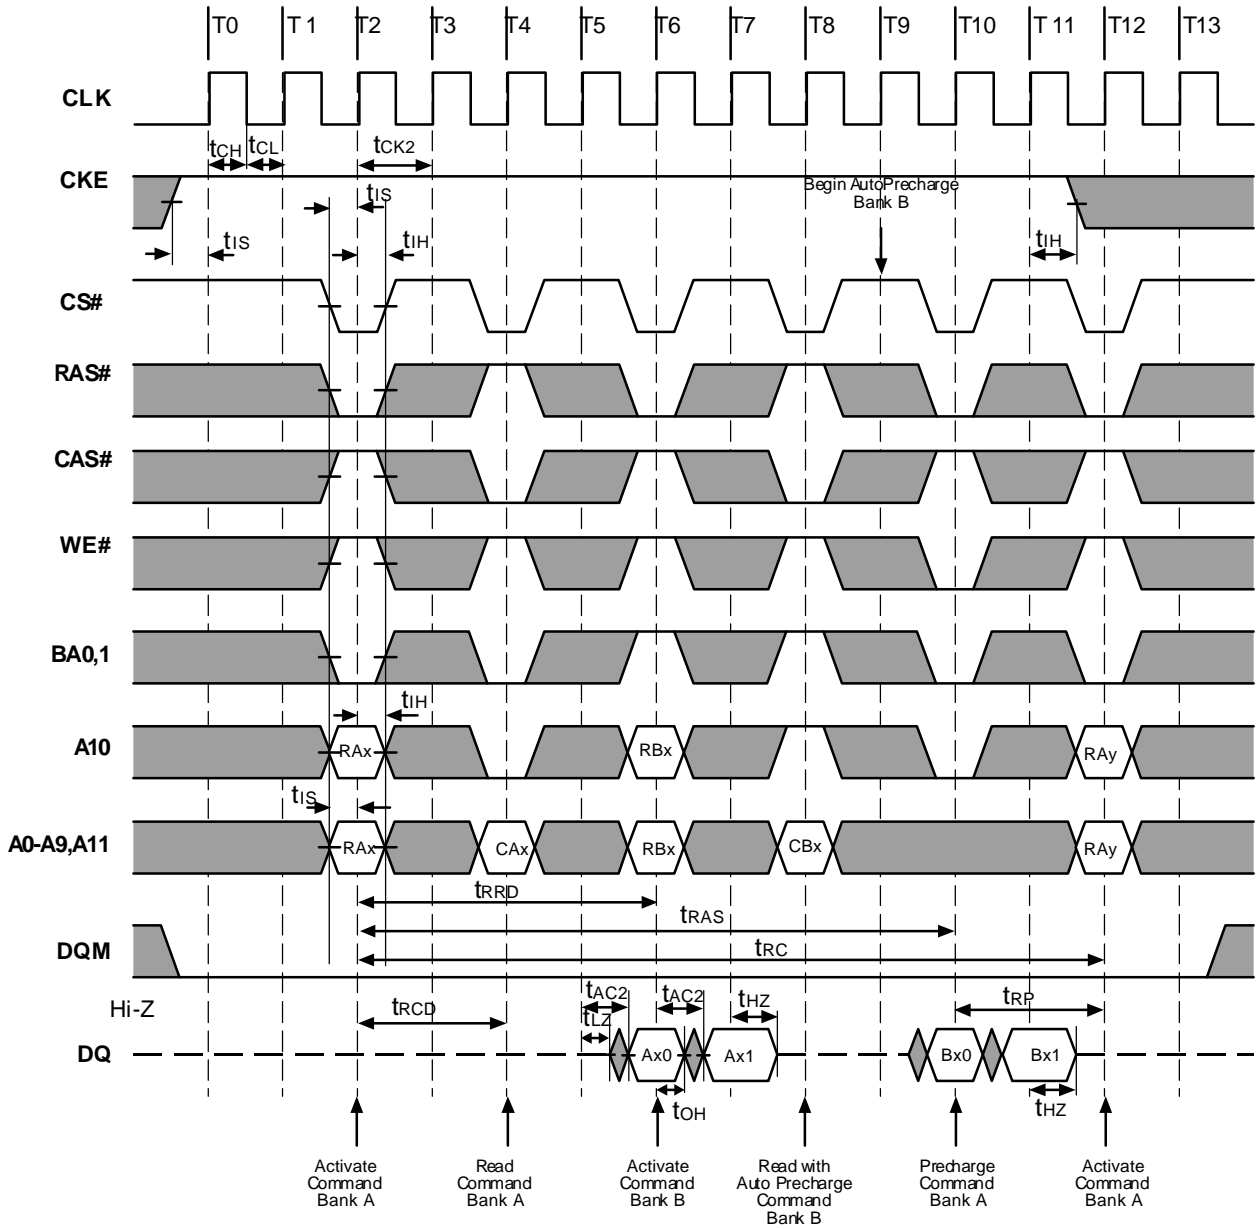 T0 T 1 T2 T3 T4 T5 T6 T7 T8 T9 T10 T 11 T12 T13
CLK
tCH tCL tCK2
CKE
Begin AutoPrecharge
Bank B
tIS
tIS tIH tIH
CS#
RAS#
CAS#
WE#
BA0,1
tIH
A10 RAx RBx RAy
tIS
A0-A9,A11 RAx CAx RBx CBx RAy
tRRD
tRAS
DQM tRC
Hi-Z tRCD tAC2 tAC2 tHZ tRP
tLZ
DQ Ax0 Ax1 Bx0 Bx1
tOH tHZ
Activate
Command
Bank A
Read
Command
Bank A
Activate
Command
Bank B
Read with
Auto Precharge
Command
Bank B
Precharge
Command
Bank A
Activate
Command
Bank A